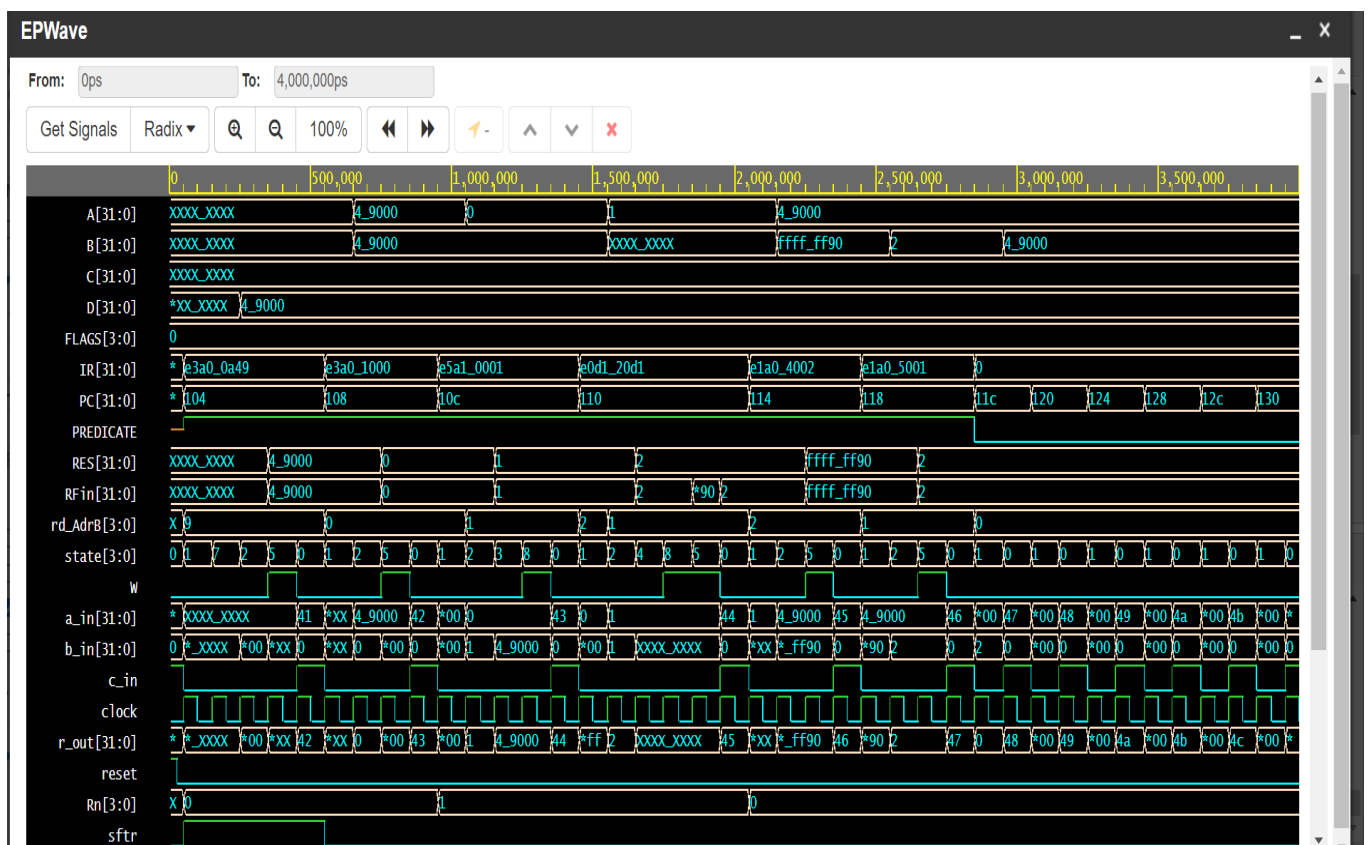 EPWave
From: 0ps To: 4,000,000ps
Get Signals Radix 100% -
0 500,000 1,000,000 1,500,000 2,000,000 2,500,000 3,000,000 3,500,000
A[31:0] XXXX_XXXX 4_9000 0 1 4_9000
B[31:0] XXXX_XXXX 4_9000 XXXX_XXXX ffff_ff90 2 4_9000
C[31:0] XXXX_XXXX
D[31:0] *XX_XXXX 4_9000
FLAGS[3:0] 0
IR[31:0] * e3a0_0a49 e3a0_1000 e5a1_0001 e0d1_20d1 e1a0_4002 e1a0_5001 0
PC[31:0] * 104 108 10c 110 114 118 11c 120 124 128 12c 130
PREDICATE
RES[31:0] XXXX_XXXX 4_9000 0 1 2 ffff_ff90 2
RFin[31:0] XXXX_XXXX 4_9000 0 1 2 *90 2 ffff_ff90 2
rd_AdrB[3:0] X 9 0 1 2 1 2 1 0
state[3:0] 0 1 7 2 5 0 1 2 5 0 1 2 3 8 0 1 2 4 8 5 0 1 2 5 0 1 2 5 0 1 0 1 0 1 0 1 0 1 0 1 0
W
a_in[31:0] * XXXX_XXXX 41 *XX 4_9000 42 *00 0 43 0 1 44 1 4_9000 45 4_9000 46 *00 47 *00 48 *00 49 *00 4a *00 4b *00 *
b_in[31:0] 0 *_XXXX *00 *XX 0 *XX 0 *00 0 *00 1 4_9000 0 *00 1 XXXX_XXXX 0 *XX *_ff90 0 *90 2 0 2 0 *00 0 *00 0 *00 0 *00 0 *00 0
c_in
clock
r_out[31:0] * *_XXXX *00 *XX 42 *XX 0 *00 43 *00 1 4_9000 44 *ff 2 XXXX_XXXX 45 *XX *_ff90 46 *90 2 47 0 48 *00 49 *00 4a *00 4b *00 4c *00 *
reset
Rn[3:0] X 0 1 0
sftr